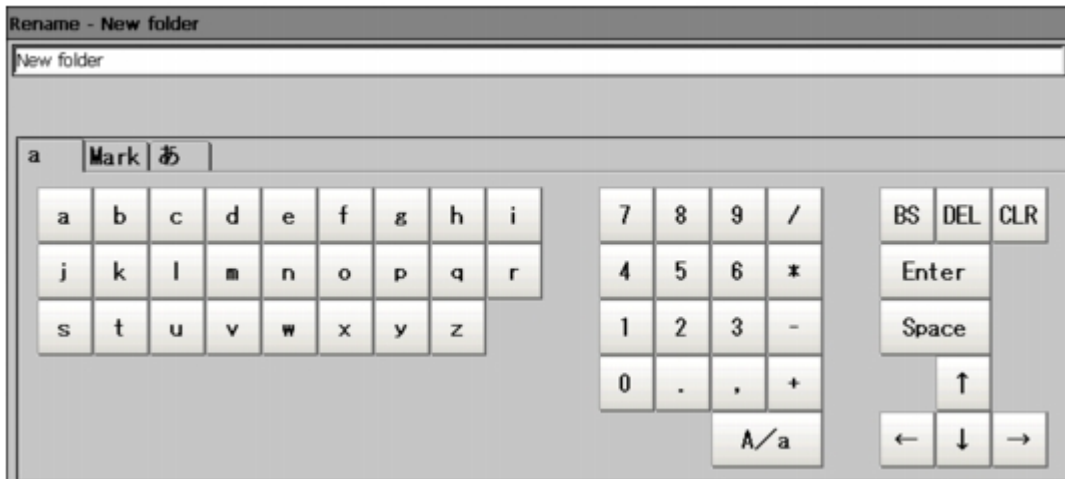 Rename - New folder
New folder
a Mark あ
a b c d e f g h i 7 8 9 / BS DEL CLR
j k l m n o p q r 4 5 6 * Enter
s t u v w x y z 1 2 3 - Space
0 . , + ↑
A/a ← ↓ →